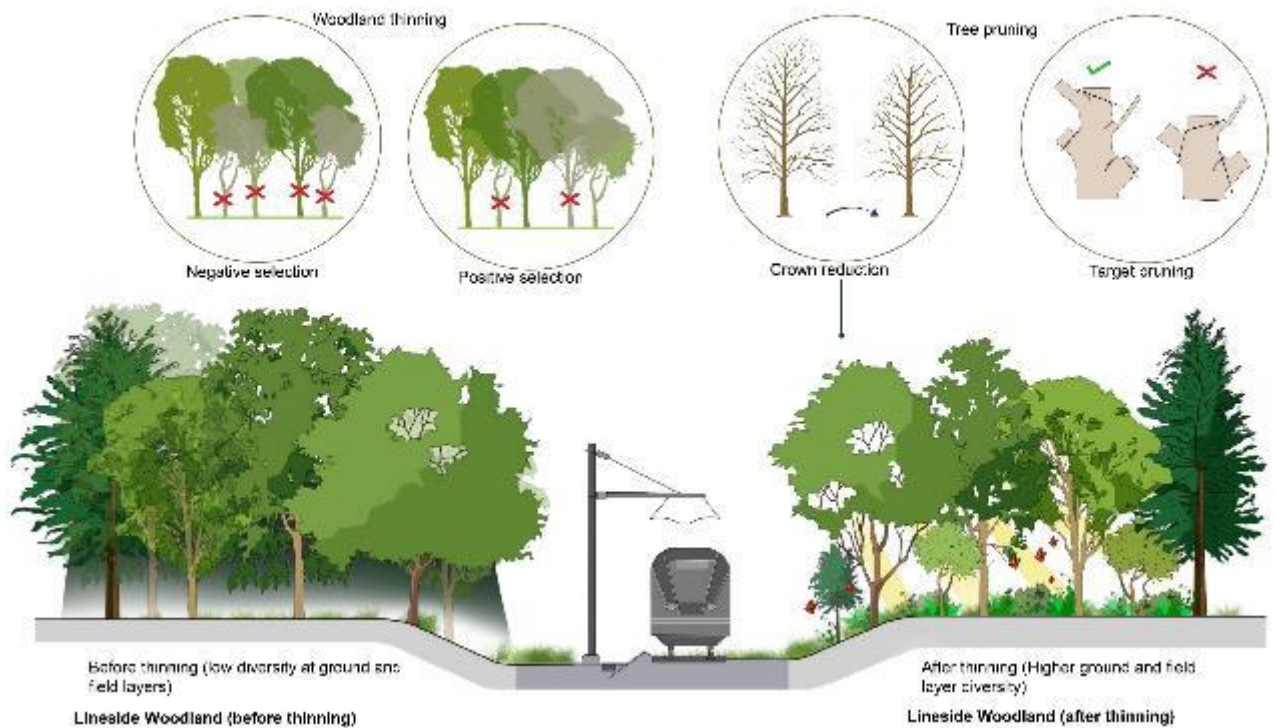 Woodland thinning
Tree pruning
Negative selection
Positive selection
Crown reduction
Target pruning
Before thinning (low diversity at ground and
field layers)
Lineside Woodland (before thinning)
After thinning (Higher ground and field
layer diversity)
Lineside Woodland (after thinning)